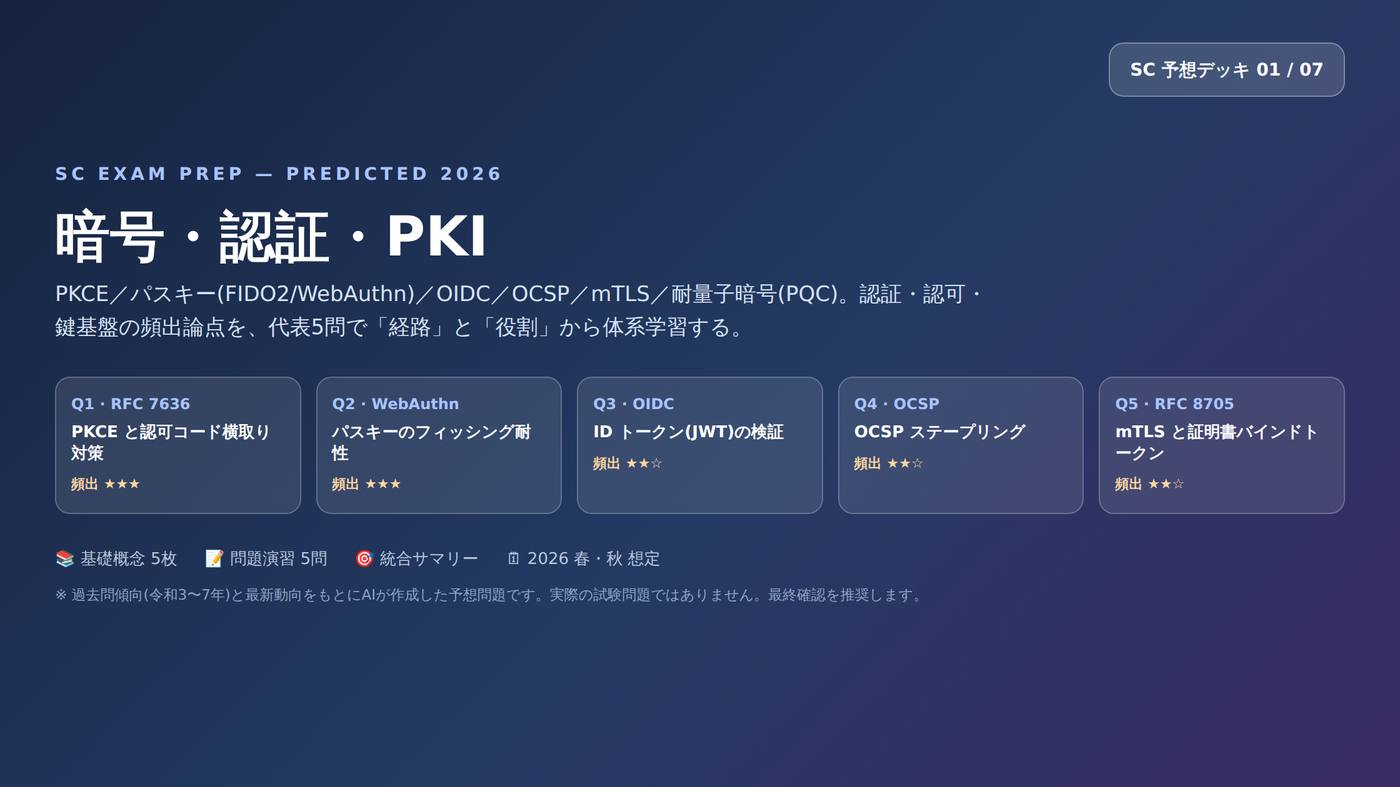 SC 予想デッキ 01 / 07
SC EXAM PREP — PREDICTED 2026
暗号・認証・PKI
PKCE／パスキー(FIDO2/WebAuthn)／OIDC／OCSP／mTLS／耐量子暗号(PQC)。認証・認可・
鍵基盤の頻出論点を、代表5問で「経路」と「役割」から体系学習する。
Q1 · RFC 7636
PKCE と認可コード横取り
対策
頻出 ★★★
Q2 · WebAuthn
パスキーのフィッシング耐
性
頻出 ★★★
Q3 · OIDC
ID トークン(JWT)の検証
頻出 ★★☆
Q4 · OCSP
OCSP ステープリング
頻出 ★★☆
Q5 · RFC 8705
mTLS と証明書バインドト
ークン
頻出 ★★☆
📚 基礎概念 5枚 📝 問題演習 5問 🎯 統合サマリー 🗓 2026 春・秋 想定
※ 過去問傾向(令和3〜7年)と最新動向をもとにAIが作成した予想問題です。実際の試験問題ではありません。最終確認を推奨します。